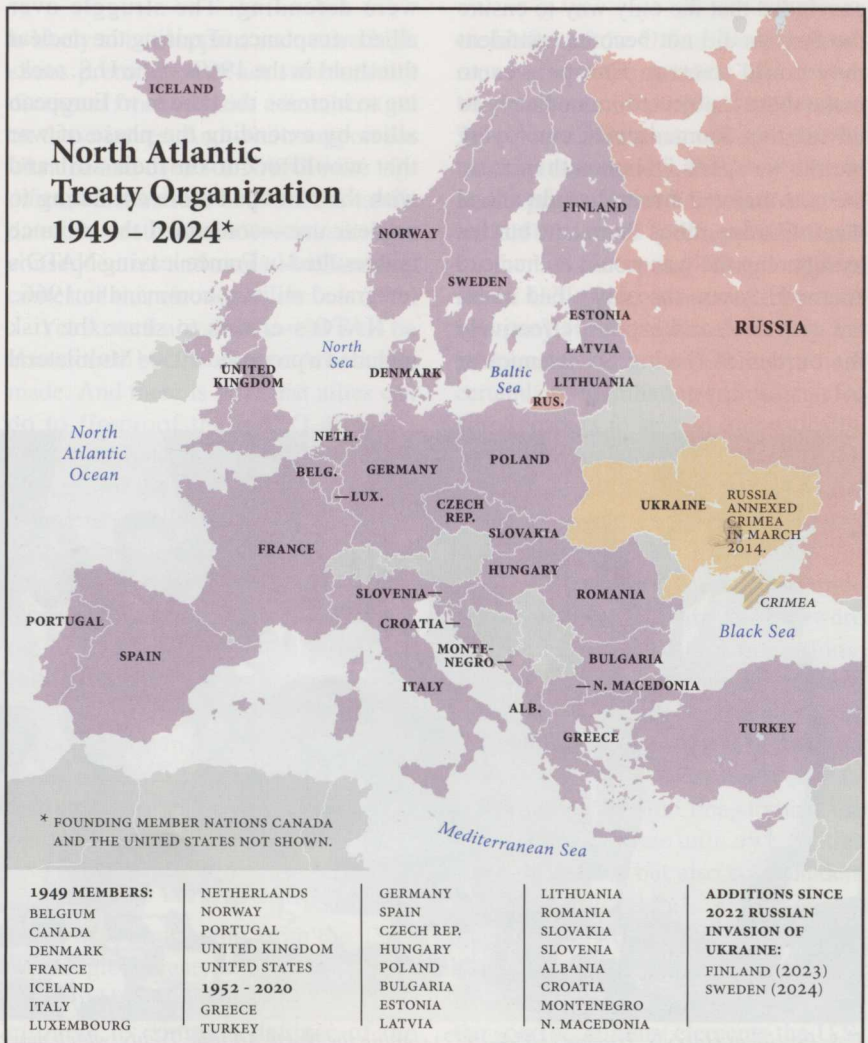 ICELAND
North Atlantic
Treaty Organization
1949 – 2024*
FINLAND
NORWAY
SWEDEN
ESTONIA
RUSSIA
LATVIA
North
Sea
DENMARK
Baltic
Sea
LITHUANIA
UNITED
KINGDOM
RUS.
North
Atlantic
Ocean
NETH.
BELG.
GERMANY
POLAND
LUX.
CZECH
REP.
UKRAINE
RUSSIA
ANNEXED
CRIMEA
IN MARCH
2014.
SLOVAKIA
FRANCE
HUNGARY
SLOVENIA
ROMANIA
CRIMEA
PORTUGAL
CROATIA
Black Sea
SPAIN
MONTE-
NEGRO
BULGARIA
ITALY
N. MACEDONIA
ALB.
GREECE
TURKEY
* FOUNDING MEMBER NATIONS CANADA
AND THE UNITED STATES NOT SHOWN.
Mediterranean Sea
1949 MEMBERS:
BELGIUM
CANADA
DENMARK
FRANCE
ICELAND
ITALY
LUXEMBOURG
NETHERLANDS
NORWAY
PORTUGAL
UNITED KINGDOM
UNITED STATES
1952 - 2020
GREECE
TURKEY
GERMANY
SPAIN
CZECH REP.
HUNGARY
POLAND
BULGARIA
ESTONIA
LATVIA
LITHUANIA
ROMANIA
SLOVAKIA
SLOVENIA
ALBANIA
CROATIA
MONTENEGRO
N. MACEDONIA
ADDITIONS SINCE
2022 RUSSIAN
INVASION OF
UKRAINE:
FINLAND (2023)
SWEDEN (2024)